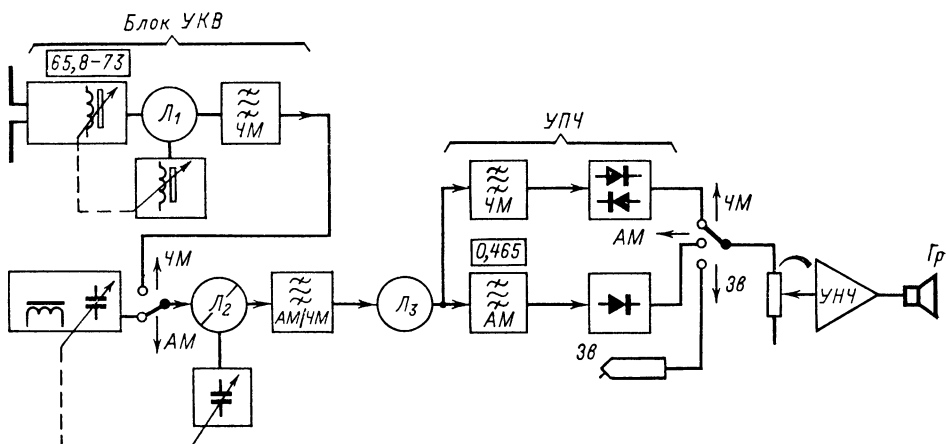 Блок УКВ
65,8-73
Л1
ЧМ
УПЧ
ЧМ
ЧМ
АМ
0,465
Гр
ЧМ
Л2
АМ/ЧМ
Л3
АМ
Зв
УНЧ
АМ
Зв